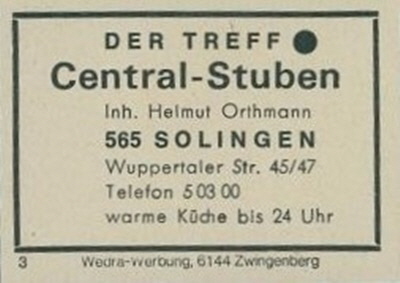 DER TREFF ●
Central-Stuben
Inh. Helmut Orthmann
565 SOLINGEN
Wuppertaler Str. 45/47
Telefon 5 03 00
warme Küche bis 24 Uhr
3 Wedra-Werbung, 6144 Zwingenberg